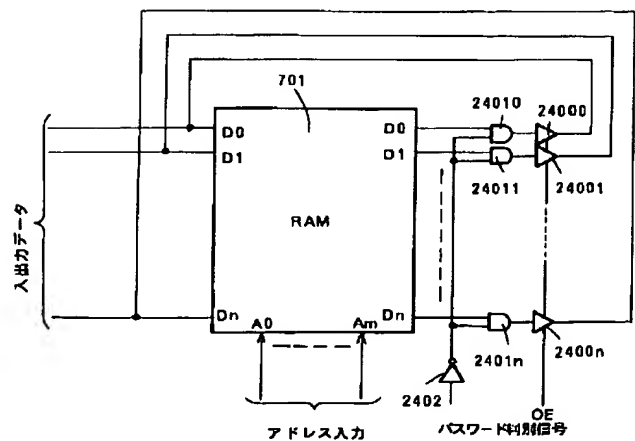 701
24010
24000
D0
D0
D1
D1
24011
24001
RAM
入出力データ
Dn
A0
Am
Dn
2401n
2400n
2402
OE
アドレス入力
パスワード判別信号